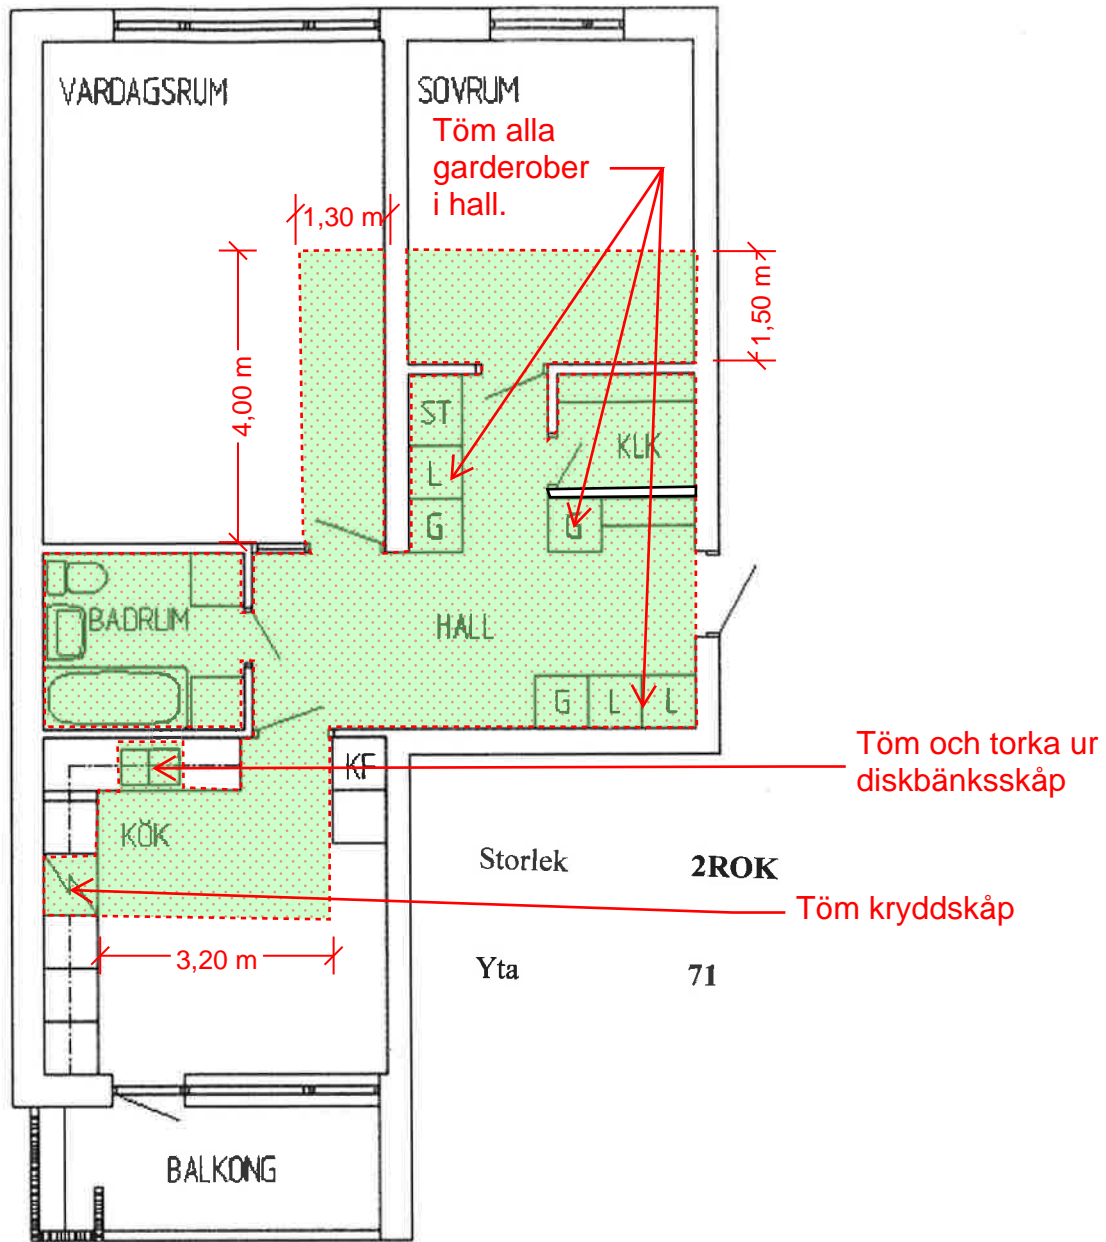 VARDAGSRUM
SOVRUM
Töm alla
garderober
i hall.
1,30 m
1,50 m
4,00 m
ST
L
G
KLK
G
BADRUM
HALL
G
L
L
KF
Töm och torka ur
diskbänksskåp
KÖK
Storlek 2ROK
Töm kryddskåp
3,20 m
Yta 71
BALKONG